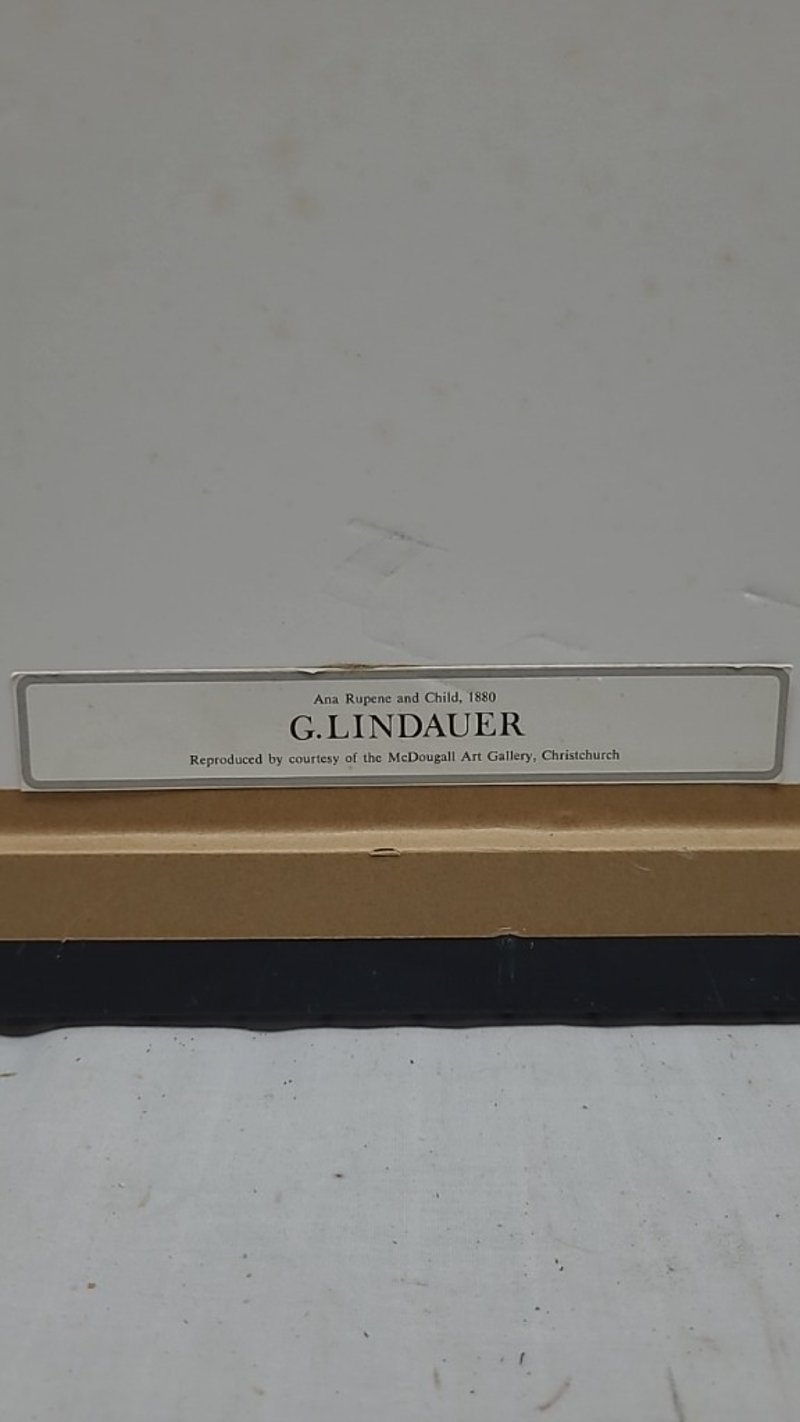 Ana Rupene and Child, 1880
G. LINDAUER
Reproduced by courtesy of the McDougall Art Gallery, Christchurch